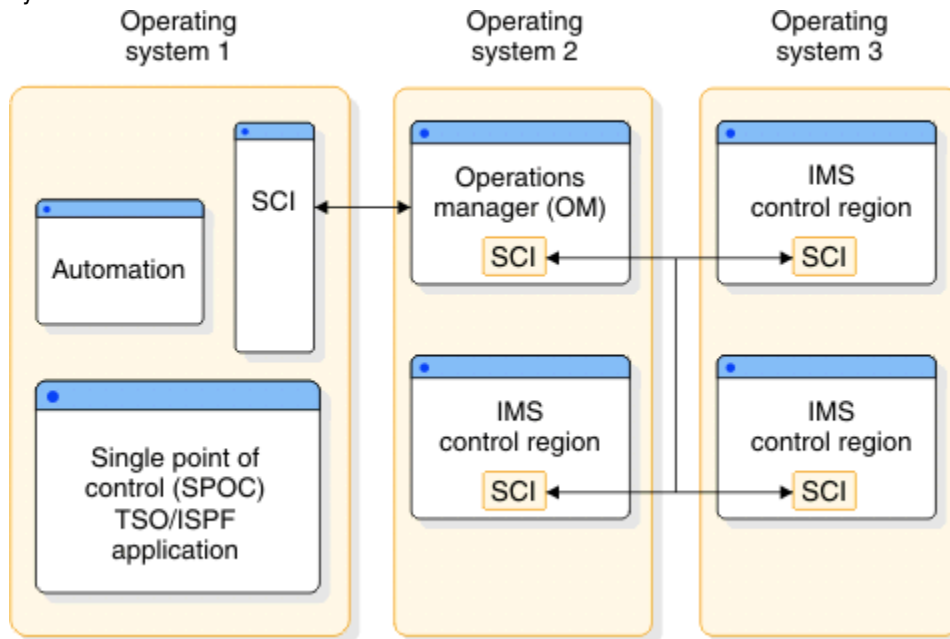 Operating
system 1
Operating
system 2
Operating
system 3
SCI
Automation
Single point of
control (SPOC)
TSO/ISPF
application
Operations
manager (OM)
SCI
IMS
control region
SCI
IMS
control region
SCI
IMS
control region
SCI